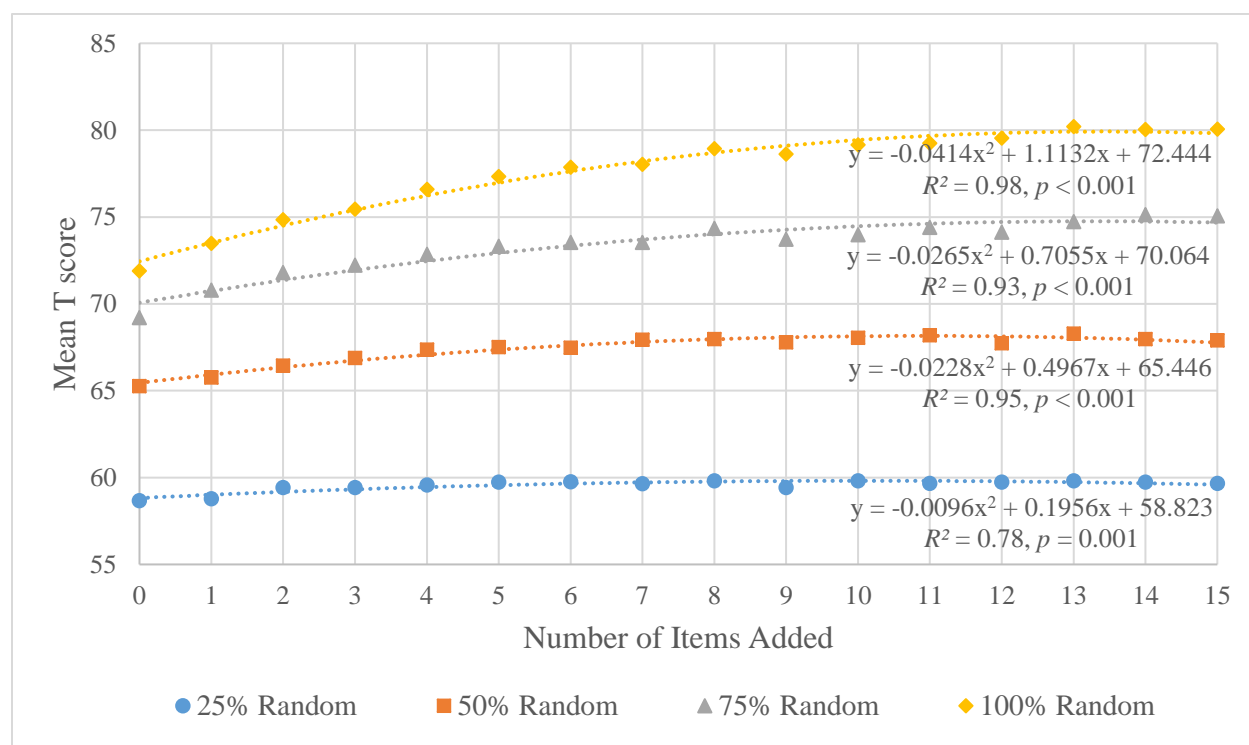 85
80
75
70
65
60
55
Mean T score
y = -0.0414x² + 1.1132x + 72.444
R² = 0.98, p < 0.001
y = -0.0265x² + 0.7055x + 70.064
R² = 0.93, p < 0.001
y = -0.0228x² + 0.4967x + 65.446
R² = 0.95, p < 0.001
y = -0.0096x² + 0.1956x + 58.823
R² = 0.78, p = 0.001
0 1 2 3 4 5 6 7 8 9 10 11 12 13 14 15
Number of Items Added
25% Random 50% Random 75% Random 100% Random